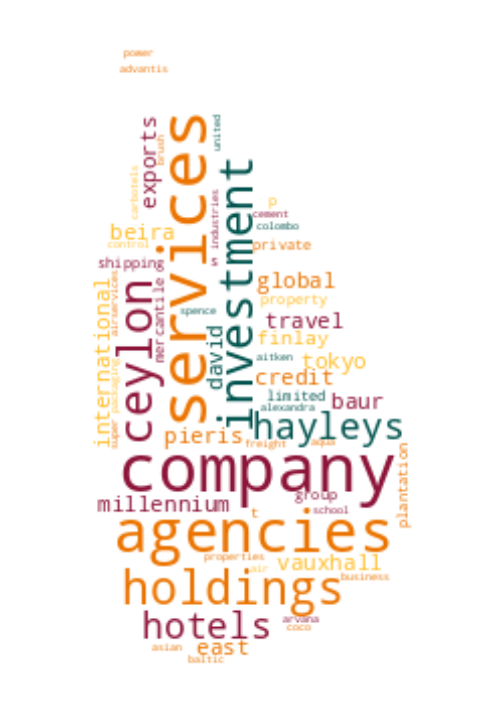 power
advantis
services
united
exports
brush
investment
carbotels
s industries
p
cement
colombo
beira
control
private
shipping
ceylon
mercantile
airservices
international
global
property
spence
travel
david
finlay
aitken
tokyo
super packaging
credit
limited
baur
alexandra
hayleys
pieris
freight
aqua
plantation
company
millennium
group
t
school
agencies
properties
vauxhall
air
business
holdings
hotels
arvana
coco
asian
east
baltic